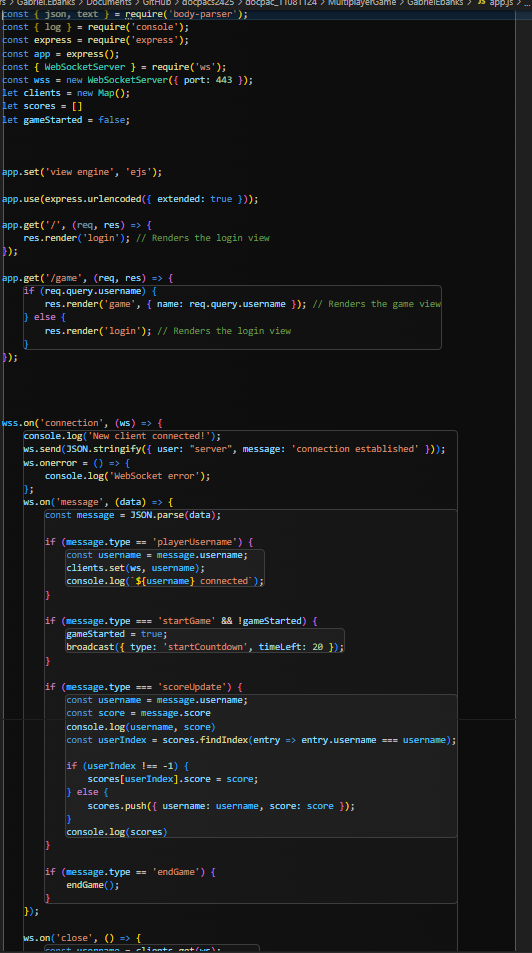 rs > Gabriel.Ebanks > Documents > GitHub > docpacs2425 > docpac_11081124 > MultiplayerGame > GabrielEbanks > JS app.js > ...
const { json, text } = require('body-parser');
const { log } = require('console');
const express = require('express');
const app = express();
const { WebSocketServer } = require('ws');
const wss = new WebSocketServer({ port: 443 });
let clients = new Map();
let scores = []
let gameStarted = false;
app.set('view engine', 'ejs');
app.use(express.urlencoded({ extended: true }));
app.get('/', (req, res) => {
res.render('login'); // Renders the login view
});
app.get('/game', (req, res) => {
if (req.query.username) {
res.render('game', { name: req.query.username }); // Renders the game view
} else {
res.render('login'); // Renders the login view
}
});
wss.on('connection', (ws) => {
console.log('New client connected!');
ws.send(JSON.stringify({ user: "server", message: 'connection established' }));
ws.onerror = () => {
console.log('WebSocket error');
};
ws.on('message', (data) => {
const message = JSON.parse(data);
if (message.type == 'playerUsername') {
const username = message.username;
clients.set(ws, username);
console.log(`${username} connected`);
}
if (message.type === 'startGame' && !gameStarted) {
gameStarted = true;
broadcast({ type: 'startCountdown', timeLeft: 20 });
}
if (message.type === 'scoreUpdate') {
const username = message.username;
const score = message.score
console.log(username, score)
const userIndex = scores.findIndex(entry => entry.username === username);
if (userIndex !== -1) {
scores[userIndex].score = score;
} else {
scores.push({ username: username, score: score });
}
console.log(scores)
}
if (message.type == 'endGame') {
endGame();
}
});
ws.on('close', () => {
const username = clients.get(ws);